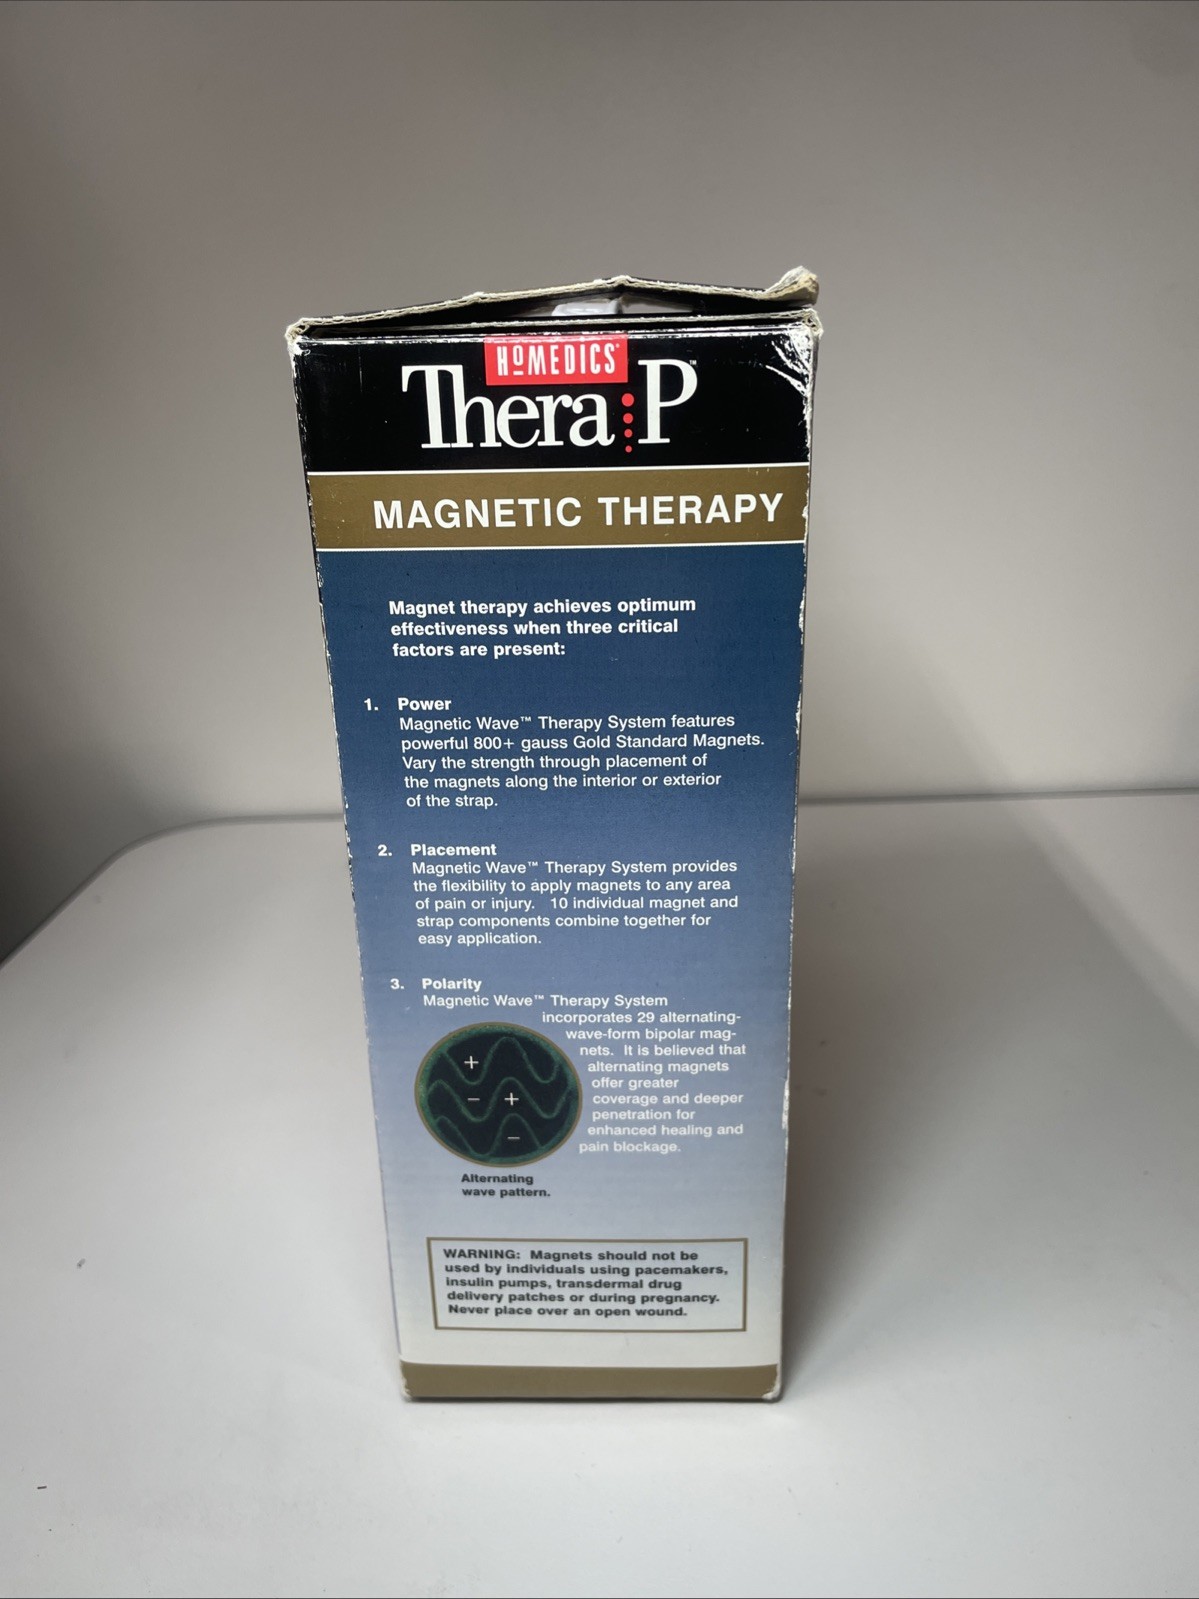 HOMEDICS®
Thera P™
MAGNETIC THERAPY
Magnet therapy achieves optimum
effectiveness when three critical
factors are present:
1. Power
Magnetic Wave™ Therapy System features
powerful 800+ gauss Gold Standard Magnets.
Vary the strength through placement of
the magnets along the interior or exterior
of the strap.
2. Placement
Magnetic Wave™ Therapy System provides
the flexibility to apply magnets to any area
of pain or injury. 10 individual magnet and
strap components combine together for
easy application.
3. Polarity
Magnetic Wave™ Therapy System
incorporates 29 alternating-
wave-form bipolar mag-
nets. It is believed that
alternating magnets
offer greater
coverage and deeper
penetration for
enhanced healing and
pain blockage.
+
– +
–
Alternating
wave pattern.
WARNING: Magnets should not be
used by individuals using pacemakers,
insulin pumps, transdermal drug
delivery patches or during pregnancy.
Never place over an open wound.